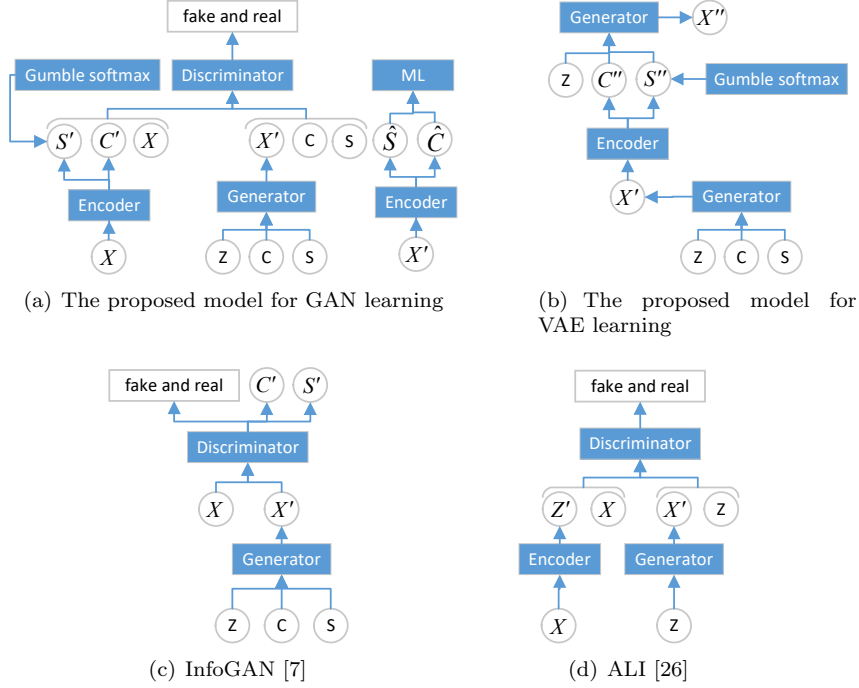 fake and real
Gumble softmax
Discriminator
ML
S′ C′ X X′ C S Ŝ Ĉ
Encoder
Generator
Encoder
X Z C S X′
(a) The proposed model for GAN learning
Generator
X″
Z C″ S″
Gumble softmax
Encoder
X′
Generator
Z C S
(b) The proposed model for
VAE learning
fake and real
C′ S′
Discriminator
X X′
Generator
Z C S
(c) InfoGAN [7]
fake and real
Discriminator
Z′ X X′ Z
Encoder
Generator
X Z
(d) ALI [26]